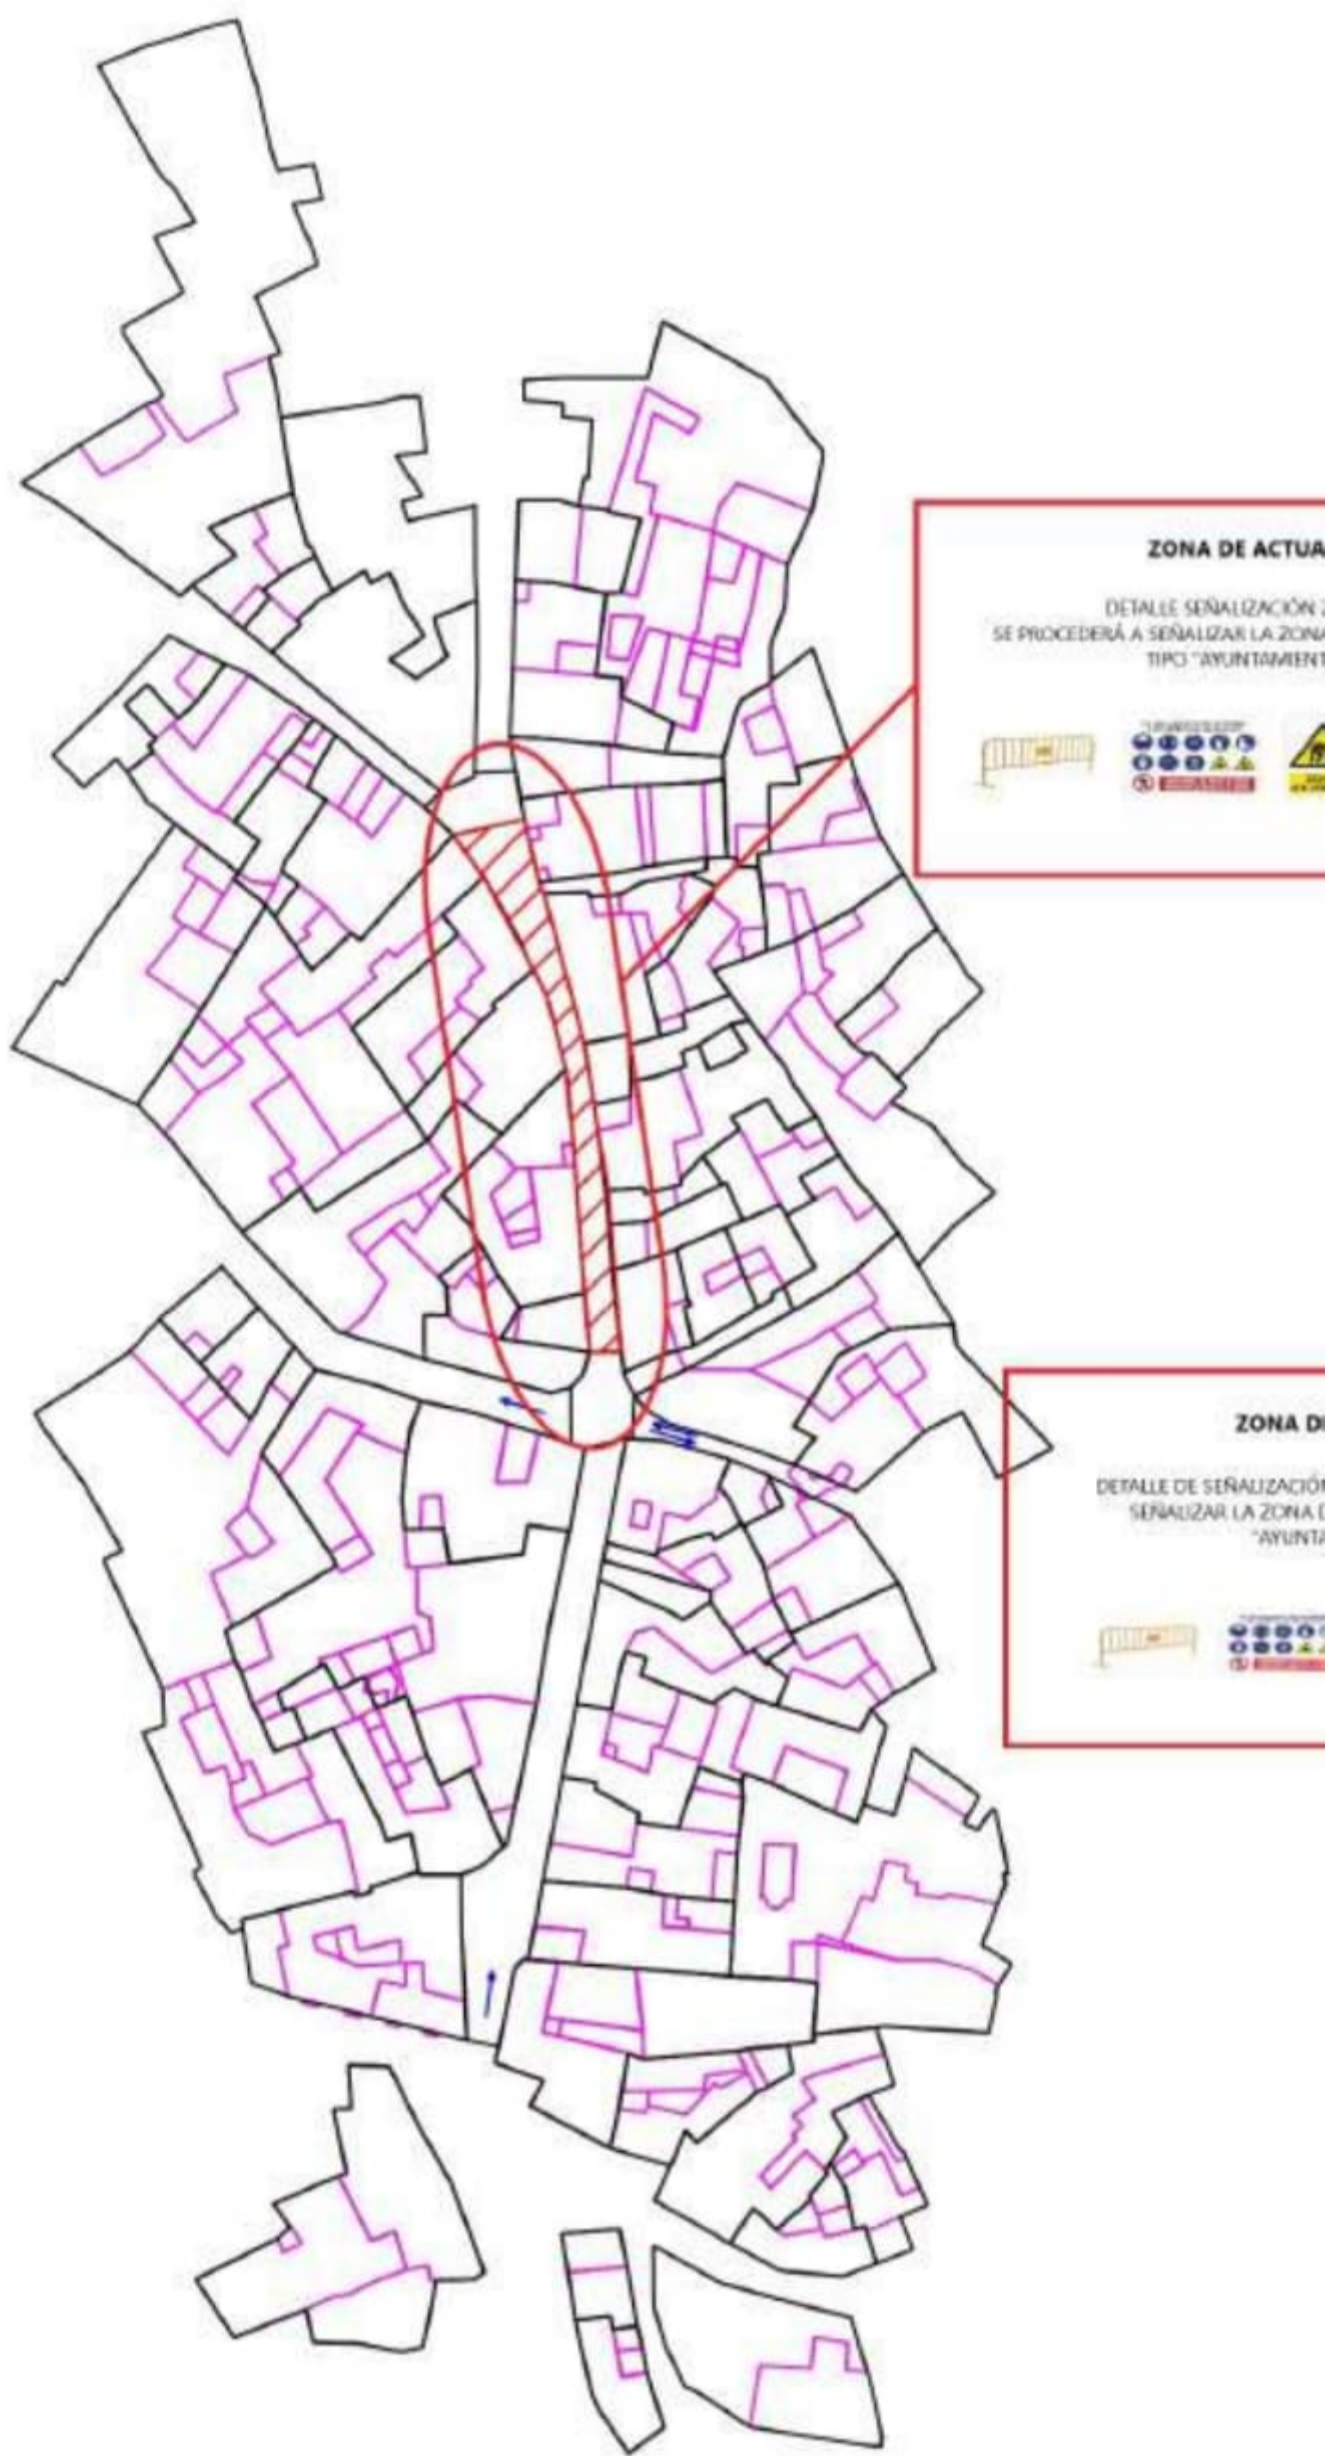 ZONA DE ACTUA
DETALLE SEÑALIZACIÓN Z
SE PROCEDERÁ A SEÑALIZAR LA ZONA
TIPO "AYUNTAMIENT
ZONA DE
DETALLE DE SEÑALIZACIÓN
SEÑALIZAR LA ZONA D
"AYUNTA